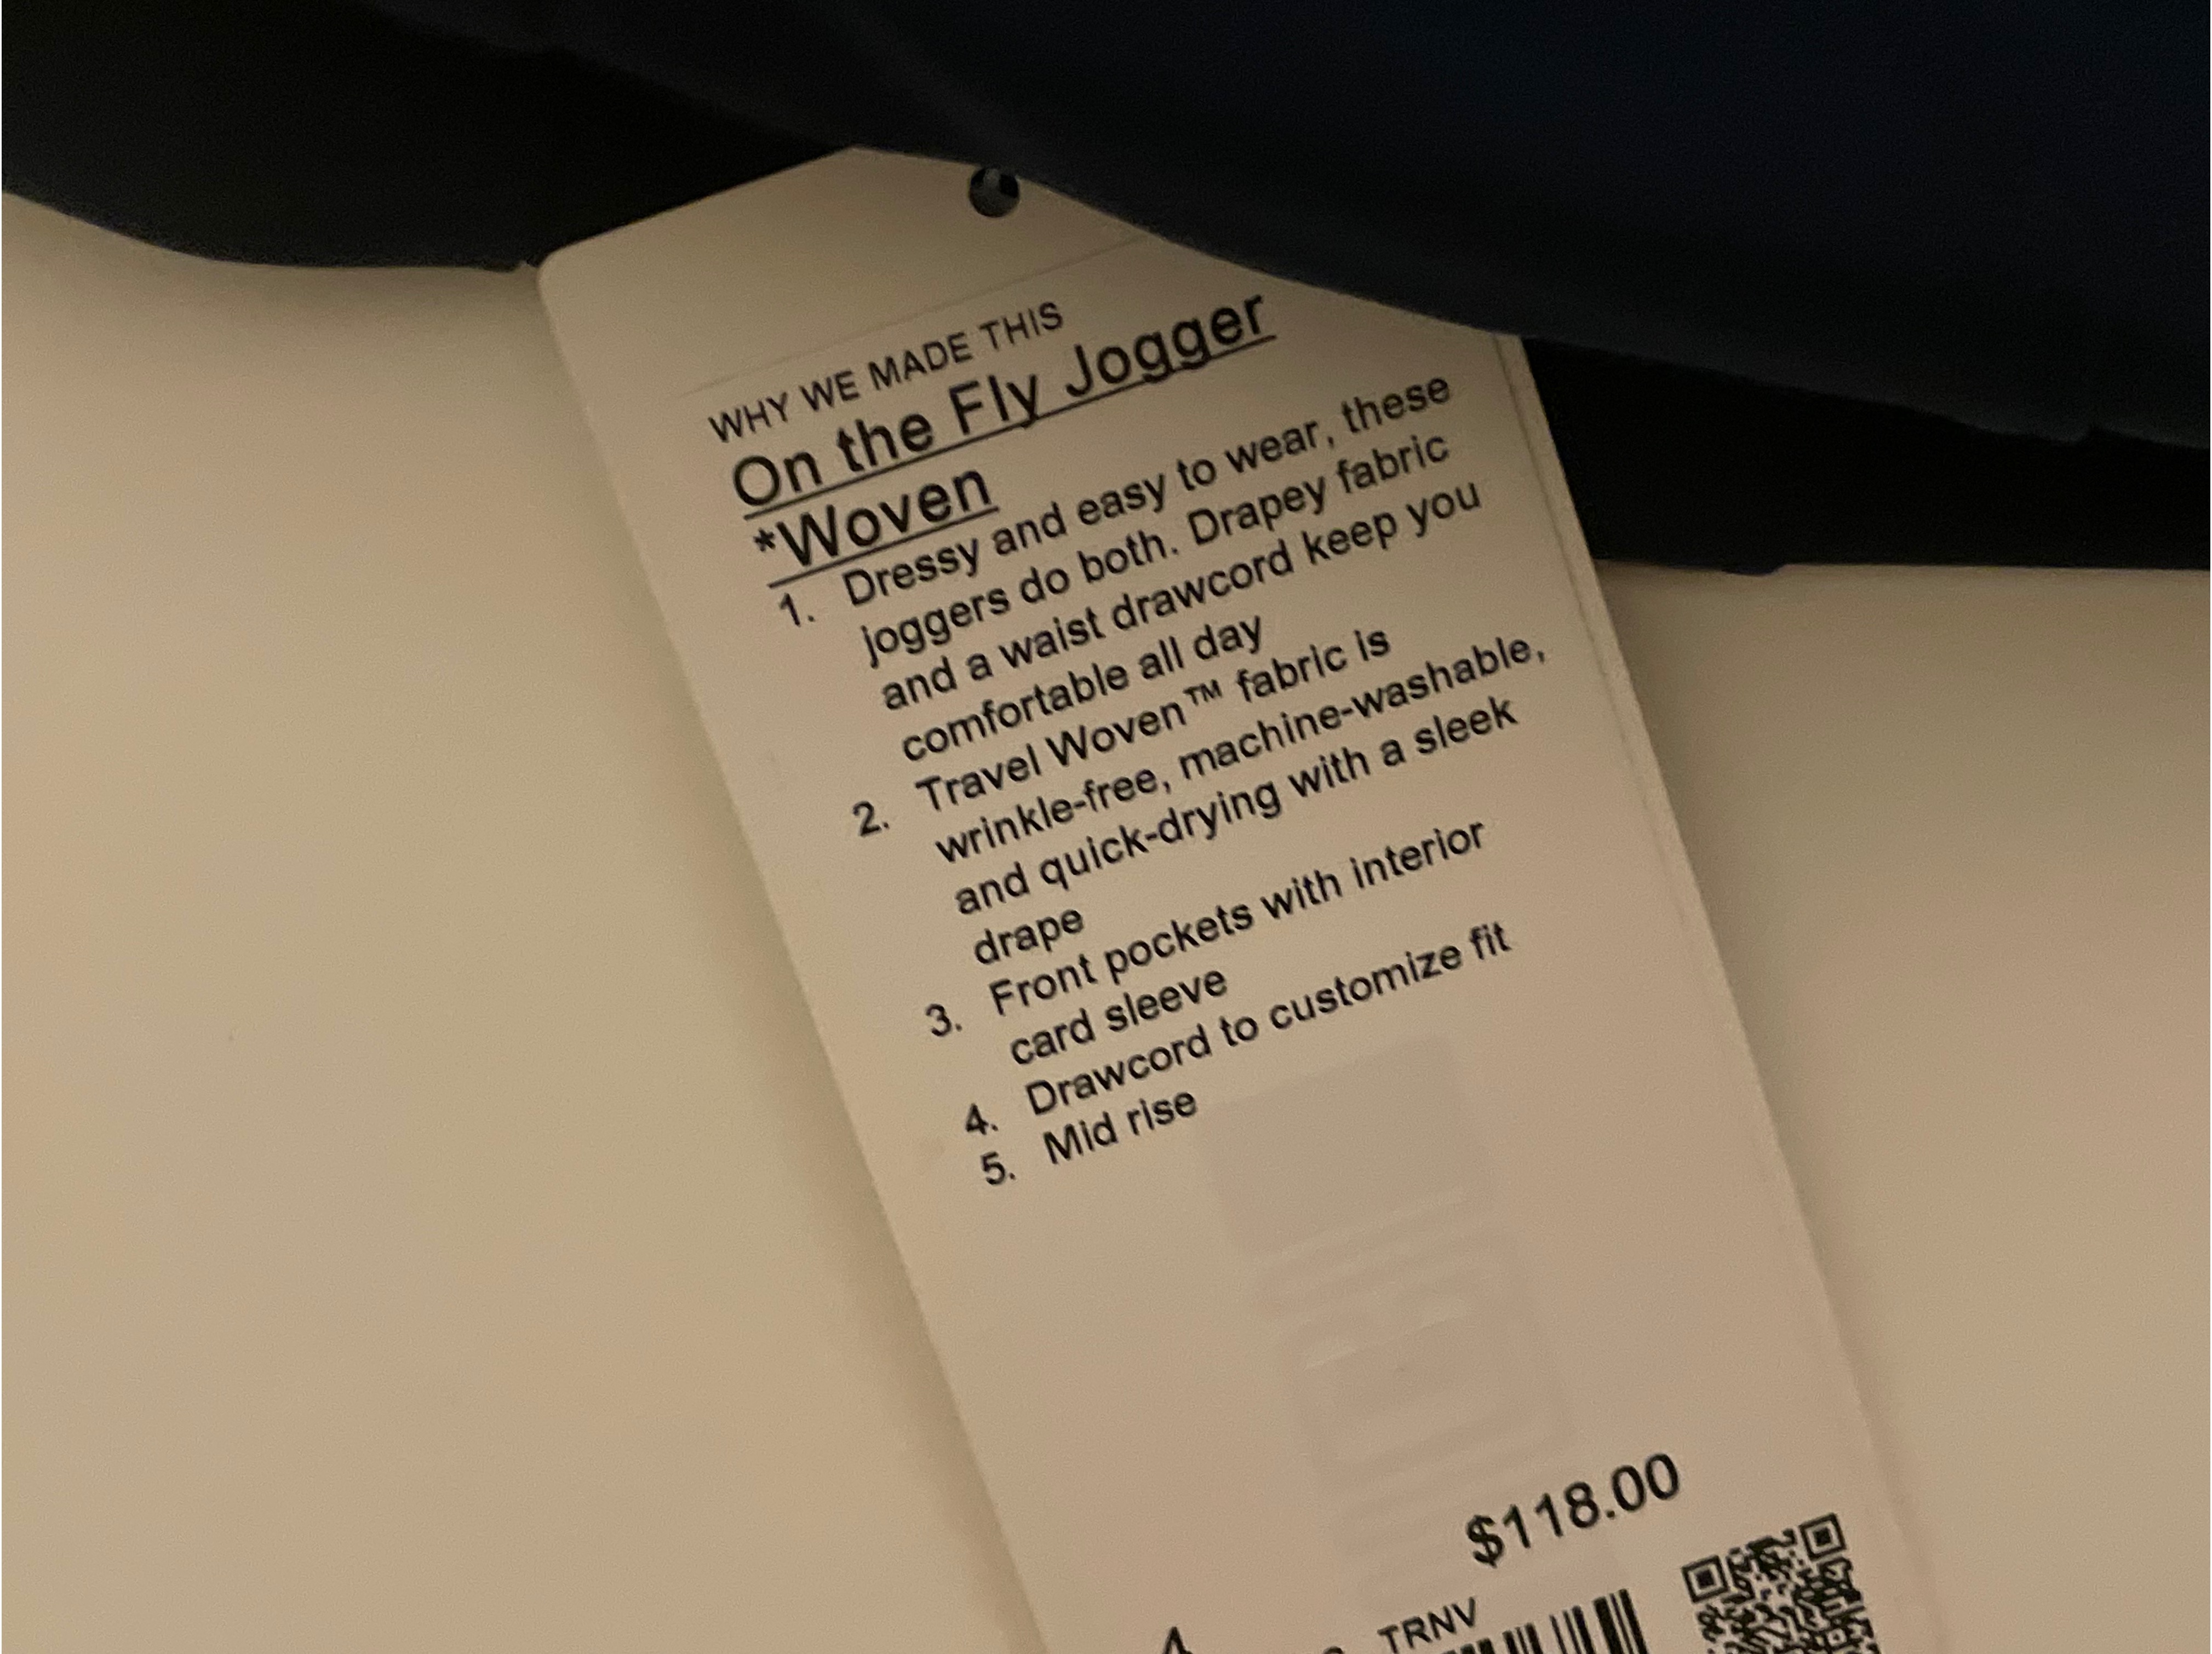 WHY WE MADE THIS
On the Fly Jogger
*Woven
1. Dressy and easy to wear, these
joggers do both. Drapey fabric
and a waist drawcord keep you
comfortable all day
2. Travel Woven™ fabric is
wrinkle-free, machine-washable,
and quick-drying with a sleek
drape
3. Front pockets with interior
card sleeve
4. Drawcord to customize fit
5. Mid rise
$118.00
TRNV